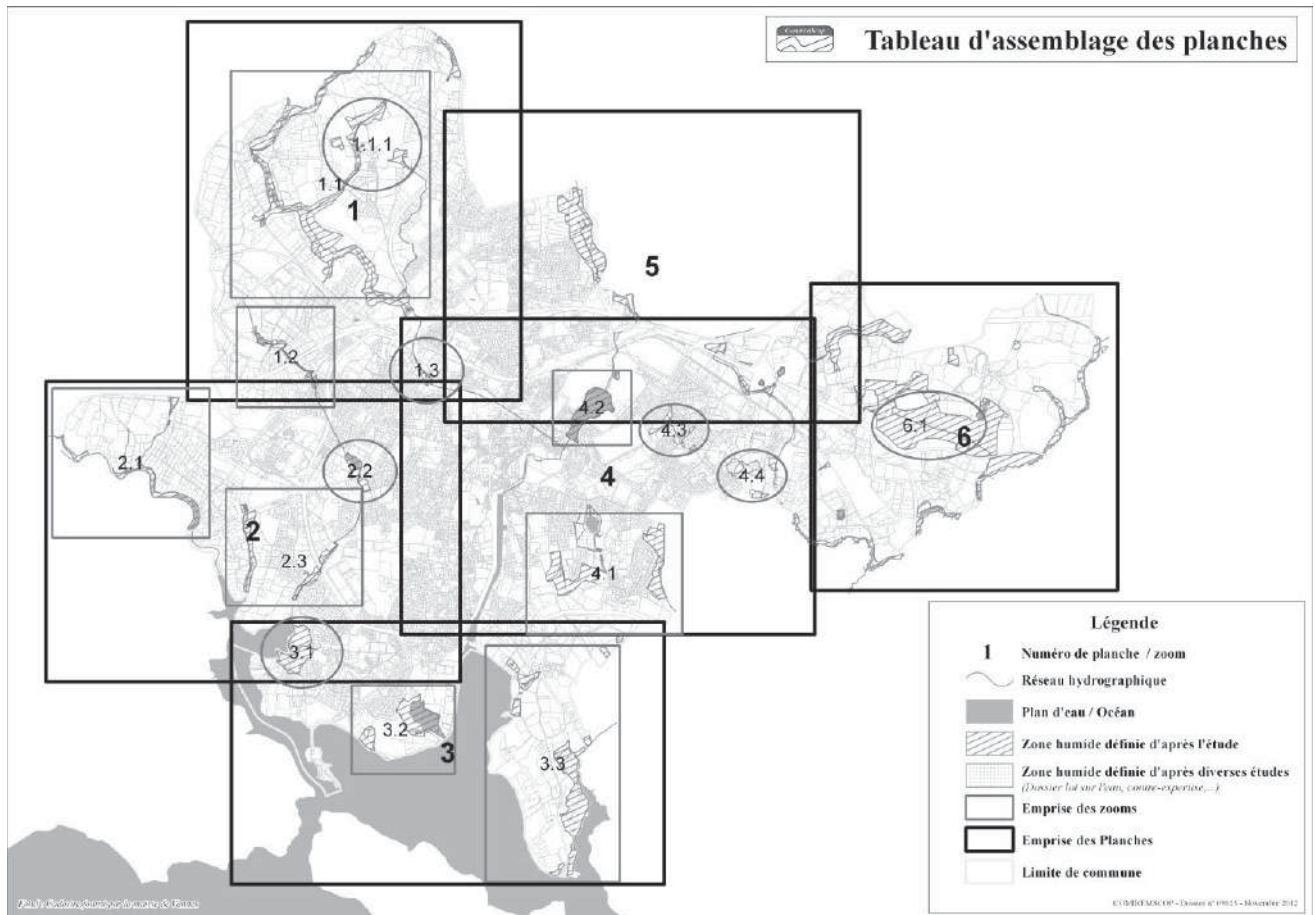 Tableau d'assemblage des planches
1.1.1
1.1
1
5
1.2
1.3
4.2
4.3
6.1
6
2.1
2.2
4
4.4
2
2.3
4.1
3.1
3.2
3
3.3
Légende
1 Numéro de planche / zoom
Réseau hydrographique
Plan d'eau / Océan
Zone humide définie d'après l'étude
Zone humide définie d'après diverses études
(Dossier loi sur l'eau, contre-expertise,...)
Emprise des zooms
Emprise des Planches
Limite de commune
Novembre 2012